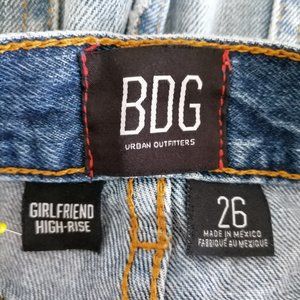 BDG
URBAN OUTFITTERS
GIRLFRIEND
HIGH-RISE
26
MADE IN MEXICO
FABRIQUÉ AU MEXIQUE